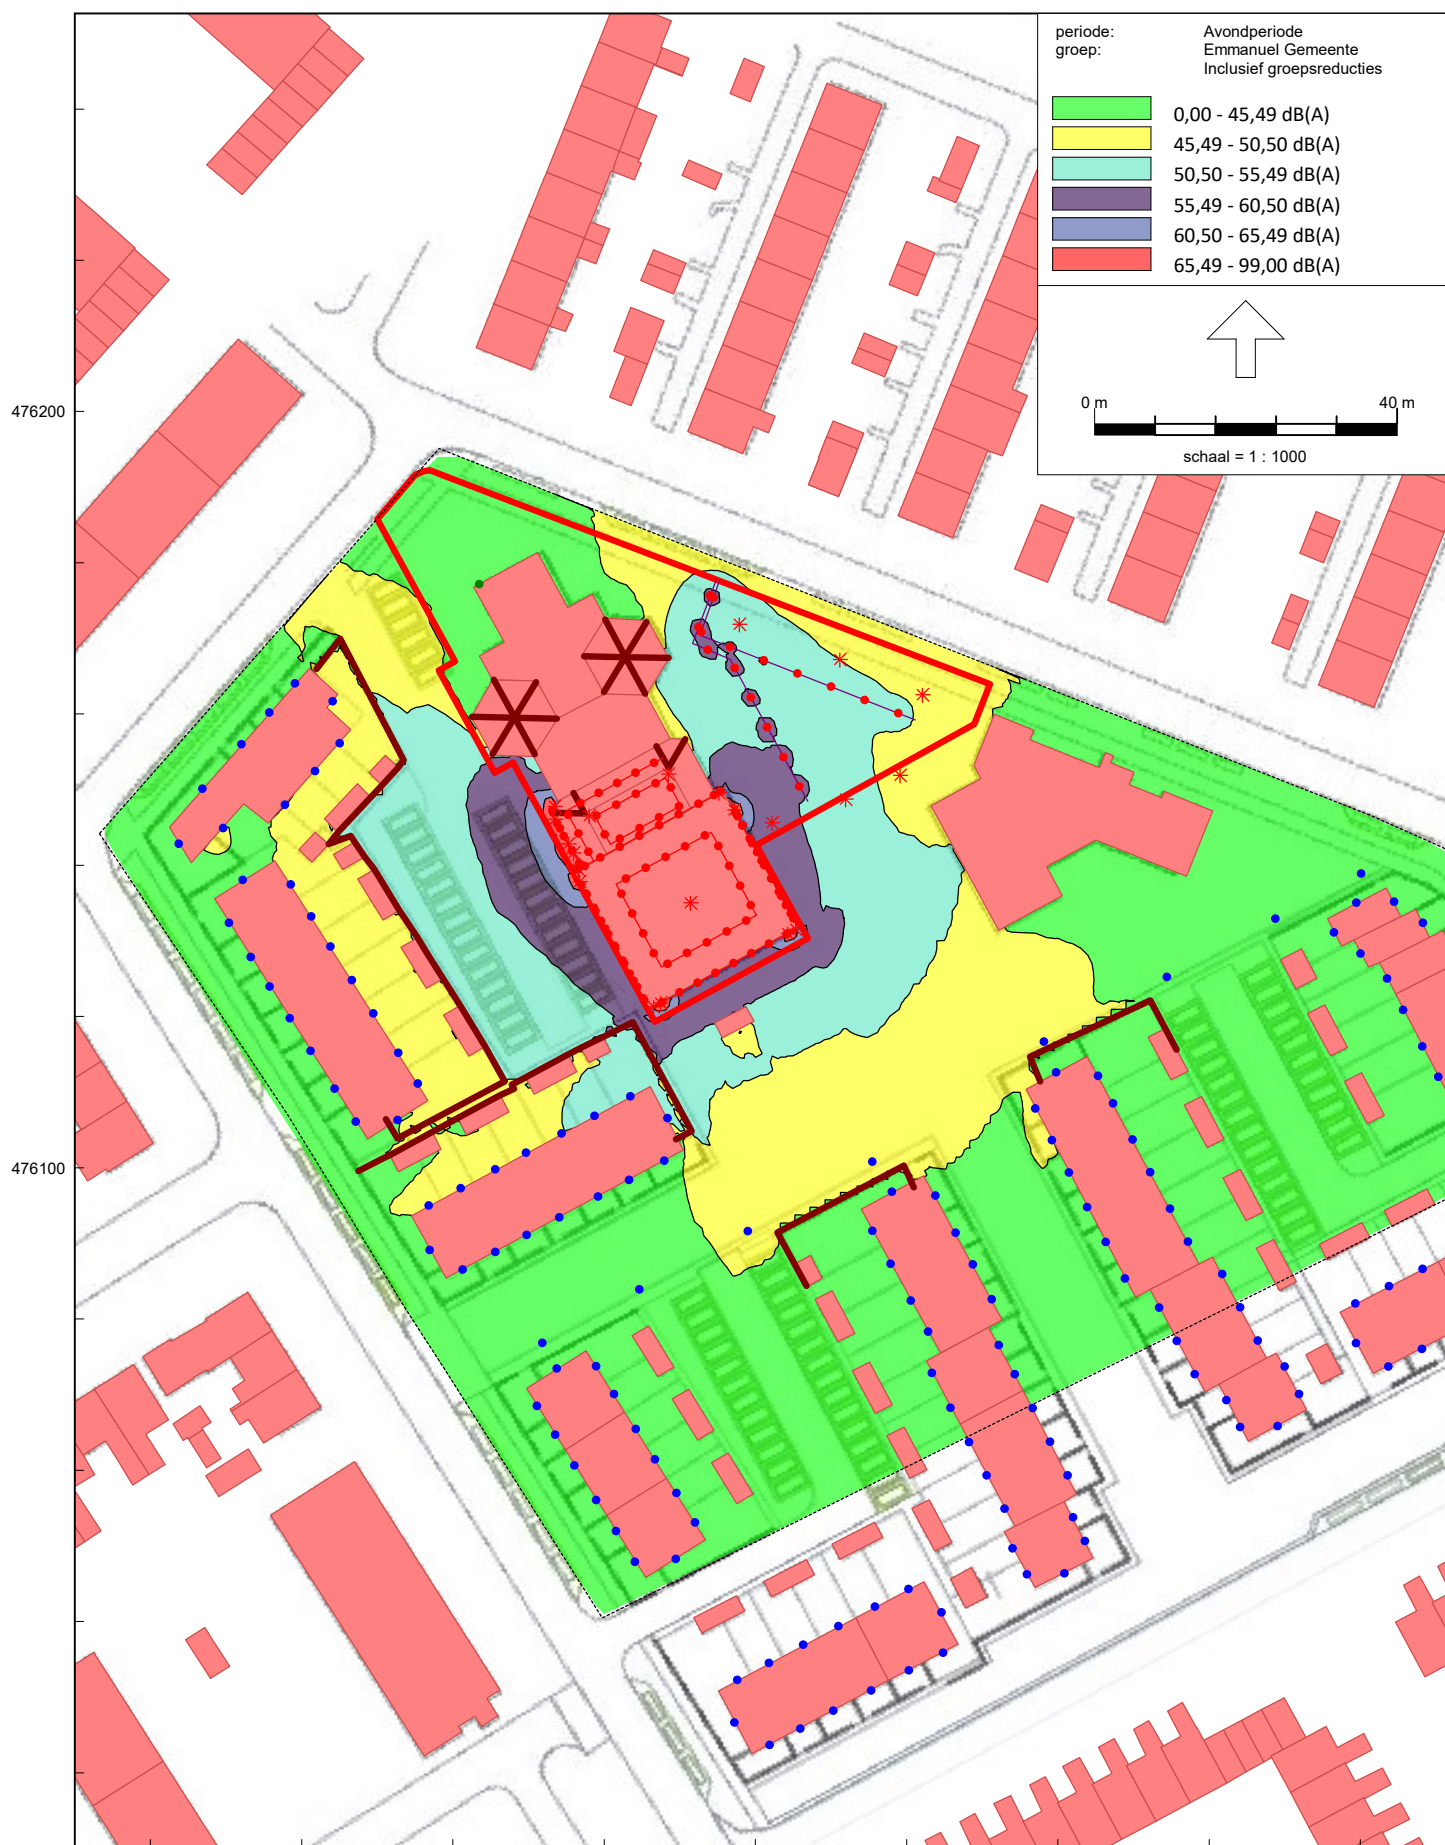 periode: Avondperiode
groep: Emmanuel Gemeente
Inclusief groepsreducties
0,00 - 45,49 dB(A)
45,49 - 50,50 dB(A)
50,50 - 55,49 dB(A)
55,49 - 60,50 dB(A)
60,50 - 65,49 dB(A)
65,49 - 99,00 dB(A)
0 m 40 m
schaal = 1 : 1000
476200
476100